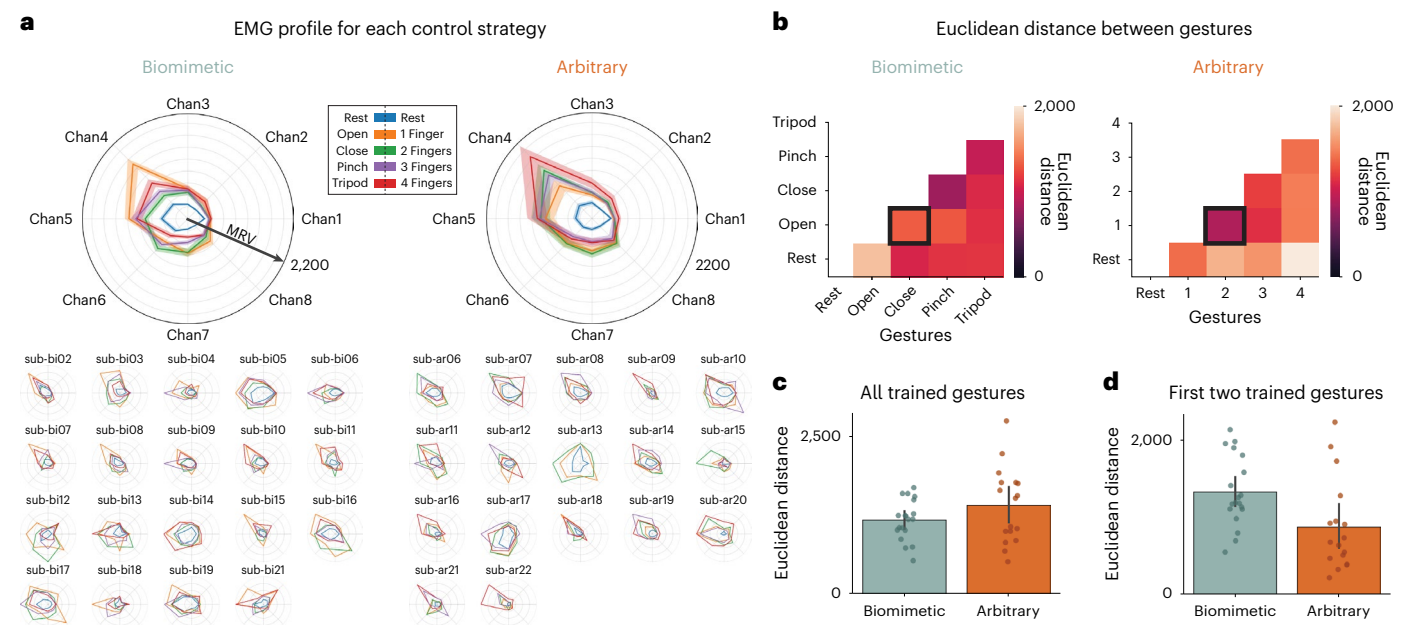 a
EMG profile for each control strategy
Biomimetic
Arbitrary
Chan3
Chan4
Chan2
Chan5
Chan1
MRV
2,200
Chan6
Chan8
Chan7
Rest Rest
Open 1 Finger
Close 2 Fingers
Pinch 3 Fingers
Tripod 4 Fingers
Chan3
Chan4
Chan2
Chan5
Chan1
2200
Chan6
Chan8
Chan7
sub-bi02 sub-bi03 sub-bi04 sub-bi05 sub-bi06
sub-bi07 sub-bi08 sub-bi09 sub-bi10 sub-bi11
sub-bi12 sub-bi13 sub-bi14 sub-bi15 sub-bi16
sub-bi17 sub-bi18 sub-bi19 sub-bi21
sub-ar06 sub-ar07 sub-ar08 sub-ar09 sub-ar10
sub-ar11 sub-ar12 sub-ar13 sub-ar14 sub-ar15
sub-ar16 sub-ar17 sub-ar18 sub-ar19 sub-ar20
sub-ar21 sub-ar22
b
Euclidean distance between gestures
Biomimetic
Tripod
Pinch
Close
Open
Rest
Rest Open Close Pinch Tripod
Gestures
2,000
0
Euclidean
distance
Arbitrary
4
3
2
1
Rest
Rest 1 2 3 4
Gestures
2,000
0
Euclidean
distance
c
All trained gestures
Euclidean distance
2,500
0
Biomimetic Arbitrary
d
First two trained gestures
Euclidean distance
2,000
0
Biomimetic Arbitrary